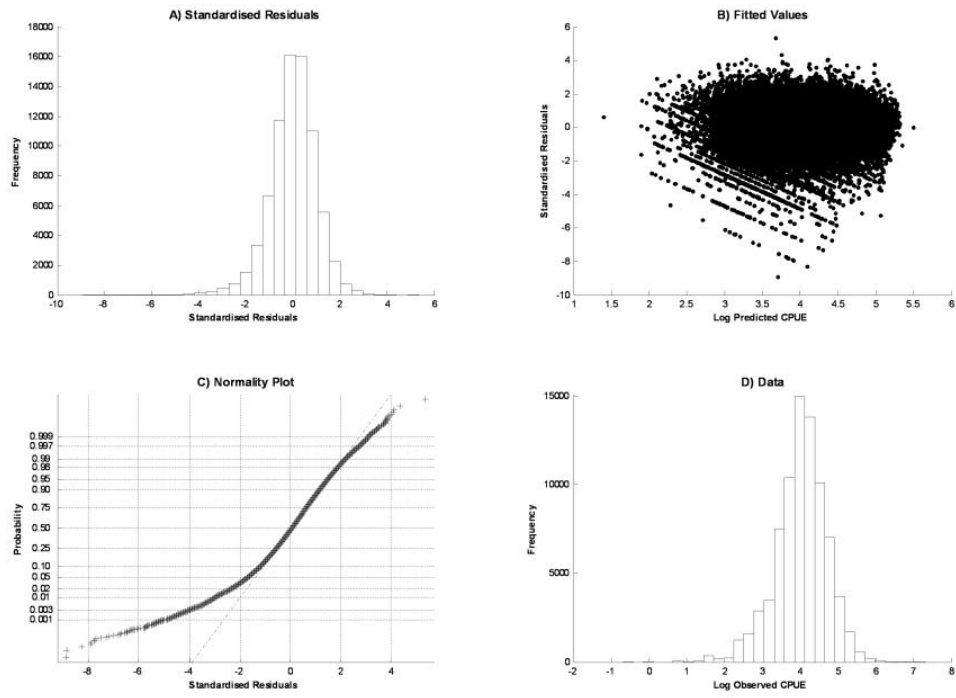 A) Standardised Residuals
18000
16000
14000
12000
10000
8000
6000
4000
2000
0
Frequency
-10 -8 -6 -4 -2 0 2 4 6
Standardised Residuals
B) Fitted Values
6
4
2
0
-2
-4
-6
-8
-10
Standardised Residuals
1 1.5 2 2.5 3 3.5 4 4.5 5 5.5 6
Log Predicted CPUE
C) Normality Plot
0.999
0.997
0.99
0.98
0.95
0.90
0.75
0.50
0.25
0.10
0.05
0.02
0.01
0.003
0.001
Probability
-8 -6 -4 -2 0 2 4
Standardised Residuals
D) Data
15000
10000
5000
0
Frequency
-2 -1 0 1 2 3 4 5 6 7 8
Log Observed CPUE